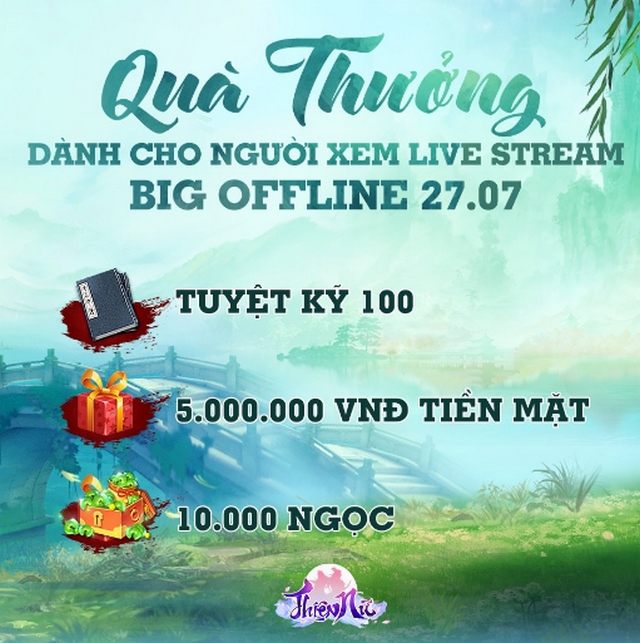 Quà Thưởng
DÀNH CHO NGƯỜI XEM LIVE STREAM
BIG OFFLINE 27.07
TUYỆT KỸ 100
5.000.000 VNĐ TIỀN MẶT
10.000 NGỌC
Thiện Nữ